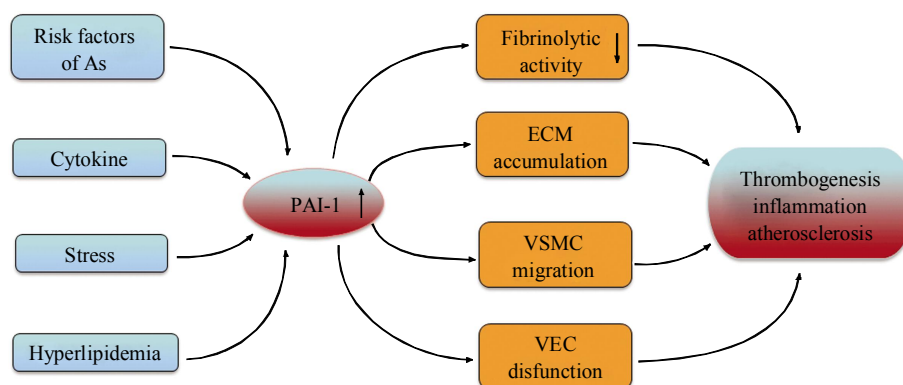 Risk factors
of As
Cytokine
Stress
Hyperlipidemia
PAI-1
Fibrinolytic
activity
ECM
accumulation
VSMC
migration
VEC
disfunction
Thrombogenesis
inflammation
atherosclerosis